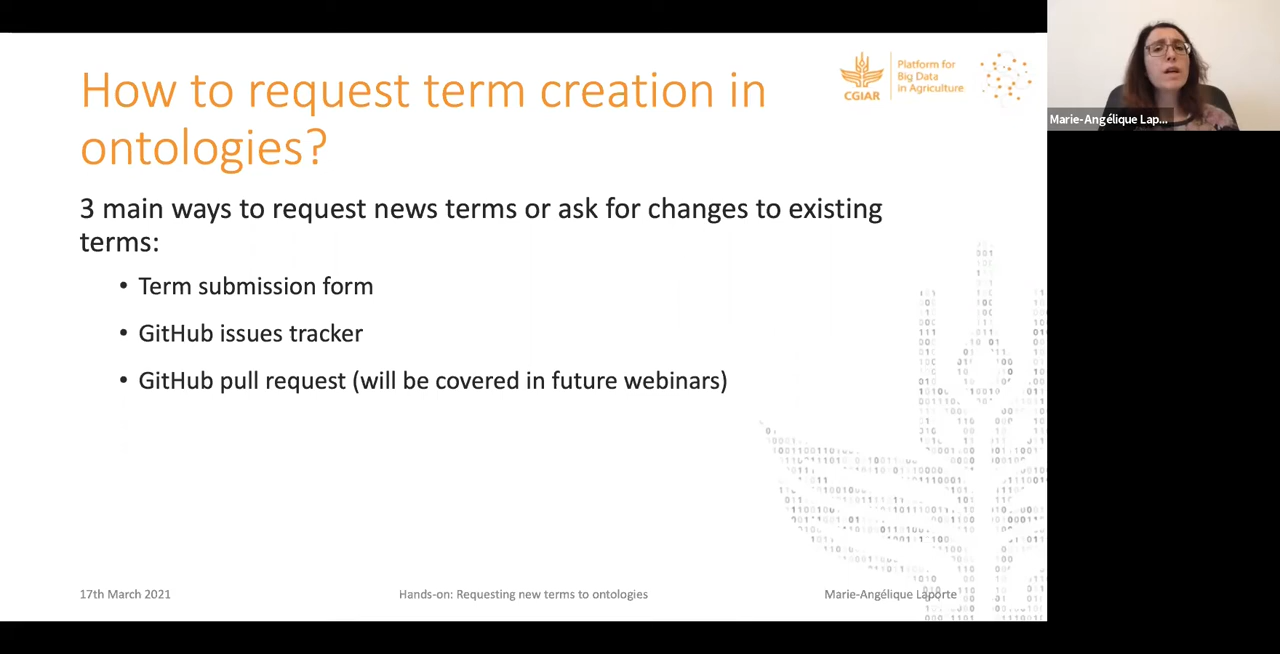 How to request term creation in
ontologies?
CGIAR
Platform for
Big Data
in Agriculture
Marie-Angélique Lap...
3 main ways to request news terms or ask for changes to existing
terms:
• Term submission form
• GitHub issues tracker
• GitHub pull request (will be covered in future webinars)
17th March 2021
Hands-on: Requesting new terms to ontologies
Marie-Angélique Laporte